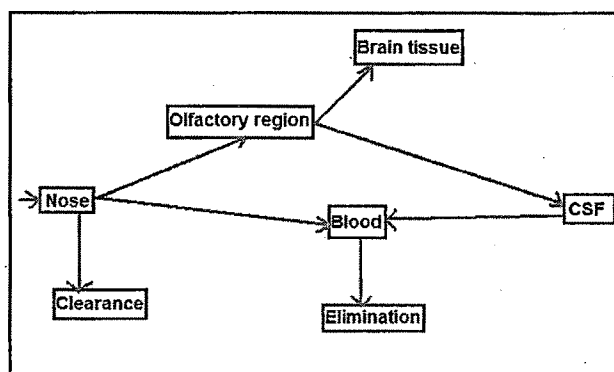 Brain tissue
Olfactory region
Nose
Blood
CSF
Clearance
Elimination